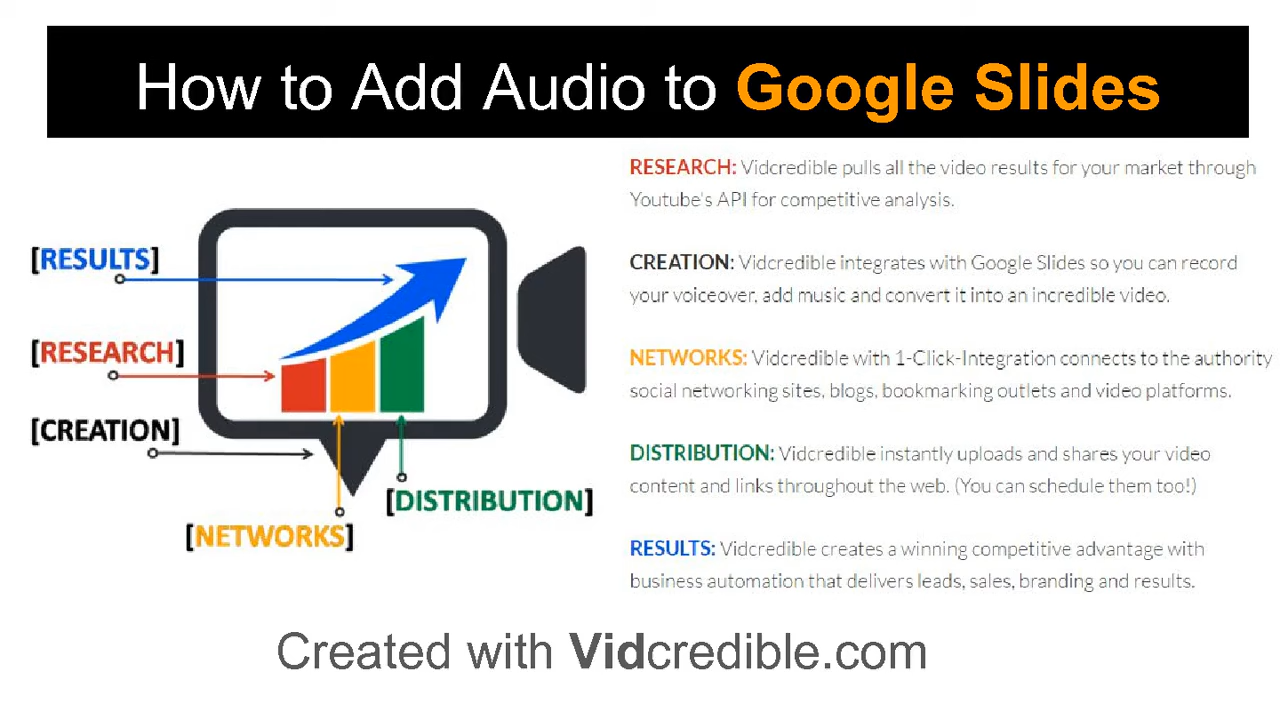 How to Add Audio to Google Slides
[RESULTS]
[RESEARCH]
[CREATION]
[NETWORKS]
[DISTRIBUTION]
RESEARCH: Vidcredible pulls all the video results for your market through
Youtube's API for competitive analysis.
CREATION: Vidcredible integrates with Google Slides so you can record
your voiceover, add music and convert it into an incredible video.
NETWORKS: Vidcredible with 1-Click-Integration connects to the authority
social networking sites, blogs, bookmarking outlets and video platforms.
DISTRIBUTION: Vidcredible instantly uploads and shares your video
content and links throughout the web. (You can schedule them too!)
RESULTS: Vidcredible creates a winning competitive advantage with
business automation that delivers leads, sales, branding and results.
Created with Vidcredible.com